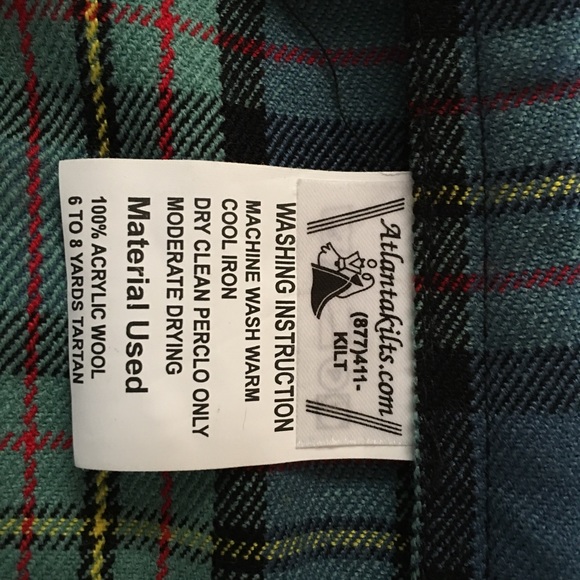 Atlantakilts.com
(877)411-
KILT
WASHING INSTRUCTION
MACHINE WASH WARM
COOL IRON
DRY CLEAN PERCLO ONLY
MODERATE DRYING
Material Used
100% ACRYLIC WOOL
6 TO 8 YARDS TARTAN